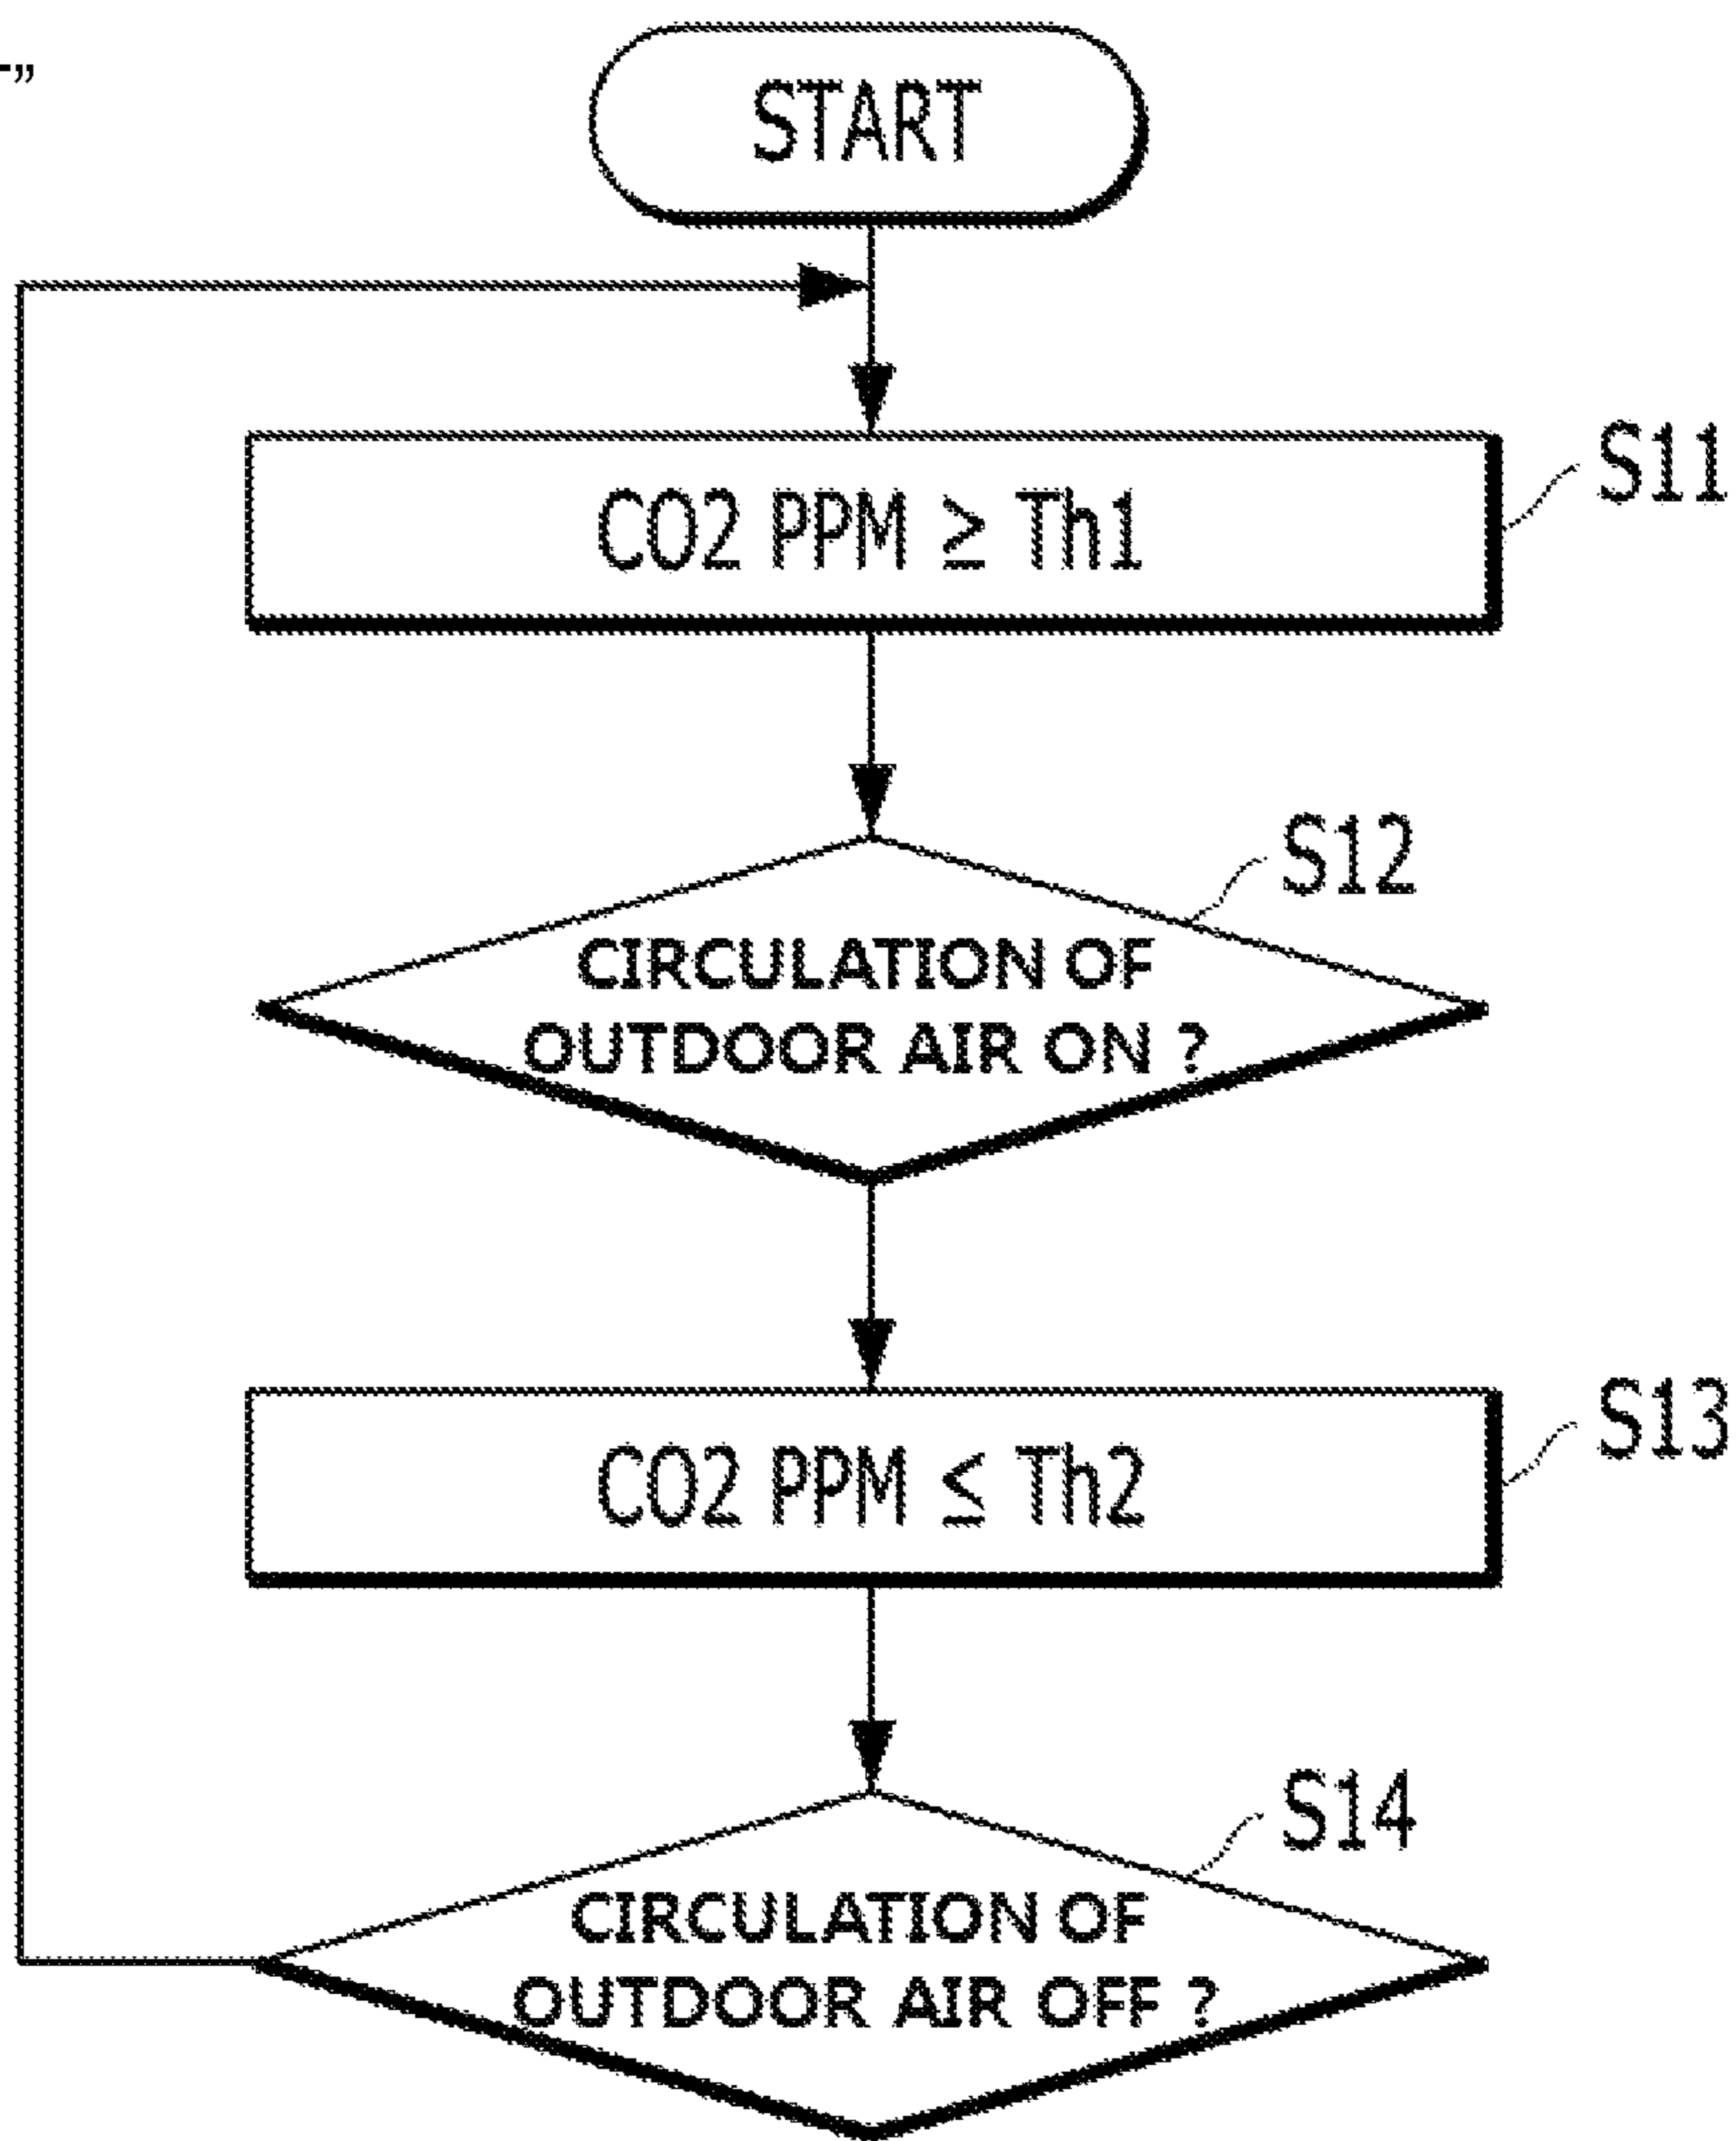 START
CO2 PPM ≥ Th1
S11
S12
CIRCULATION OF
OUTDOOR AIR ON ?
CO2 PPM ≤ Th2
S13
S14
CIRCULATION OF
OUTDOOR AIR OFF ?